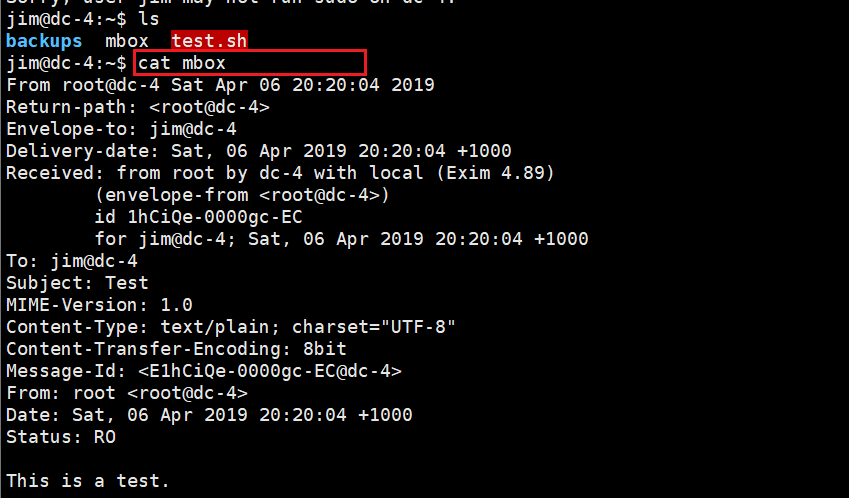 Sorry, user jim may not run sudo on dc-4.
jim@dc-4:~$ ls
backups  mbox  test.sh
jim@dc-4:~$ cat mbox
From root@dc-4 Sat Apr 06 20:20:04 2019
Return-path: <root@dc-4>
Envelope-to: jim@dc-4
Delivery-date: Sat, 06 Apr 2019 20:20:04 +1000
Received: from root by dc-4 with local (Exim 4.89)
        (envelope-from <root@dc-4>)
        id 1hCiQe-0000gc-EC
        for jim@dc-4; Sat, 06 Apr 2019 20:20:04 +1000
To: jim@dc-4
Subject: Test
MIME-Version: 1.0
Content-Type: text/plain; charset="UTF-8"
Content-Transfer-Encoding: 8bit
Message-Id: <E1hCiQe-0000gc-EC@dc-4>
From: root <root@dc-4>
Date: Sat, 06 Apr 2019 20:20:04 +1000
Status: RO

This is a test.